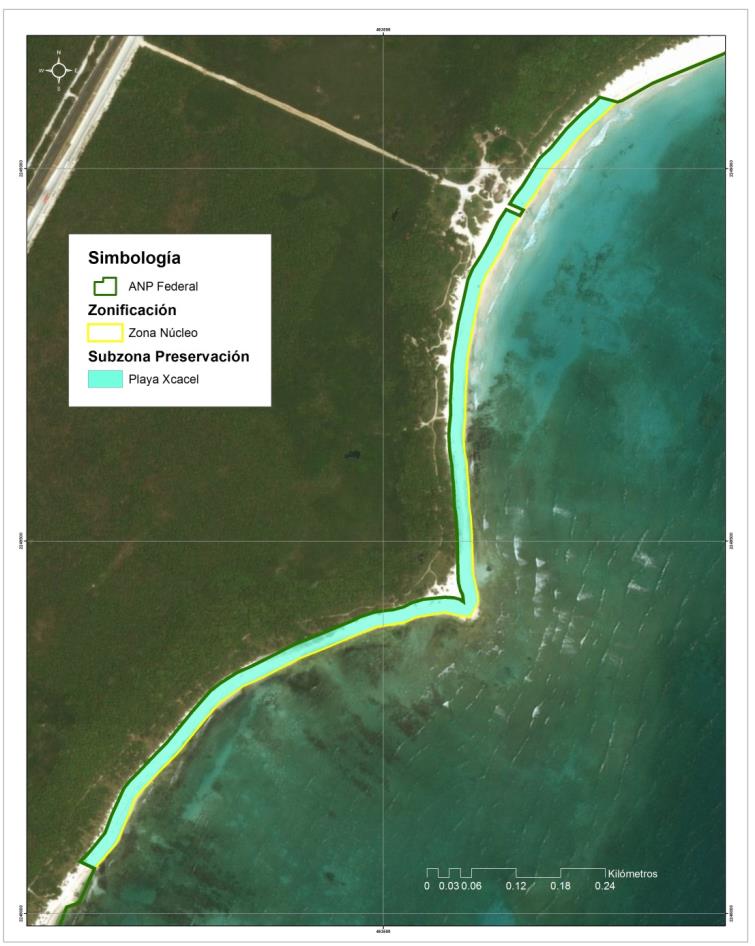 N
W
E
S
Simbología
ANP Federal
Zonificación
Zona Núcleo
Subzona Preservación
Playa Xcacel
Kilómetros
0 0.03 0.06 0.12 0.18 0.24